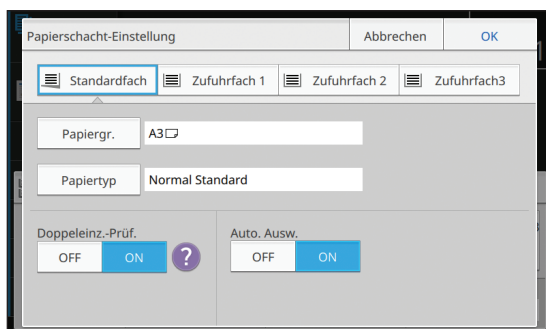 Papierschacht-Einstellung Abbrechen OK
Standardfach Zufuhrfach 1 Zufuhrfach 2 Zufuhrfach3
Papiergr. A3
Papiertyp Normal Standard
Doppeleinz.-Prüf. Auto. Ausw.
OFF ON ? OFF ON